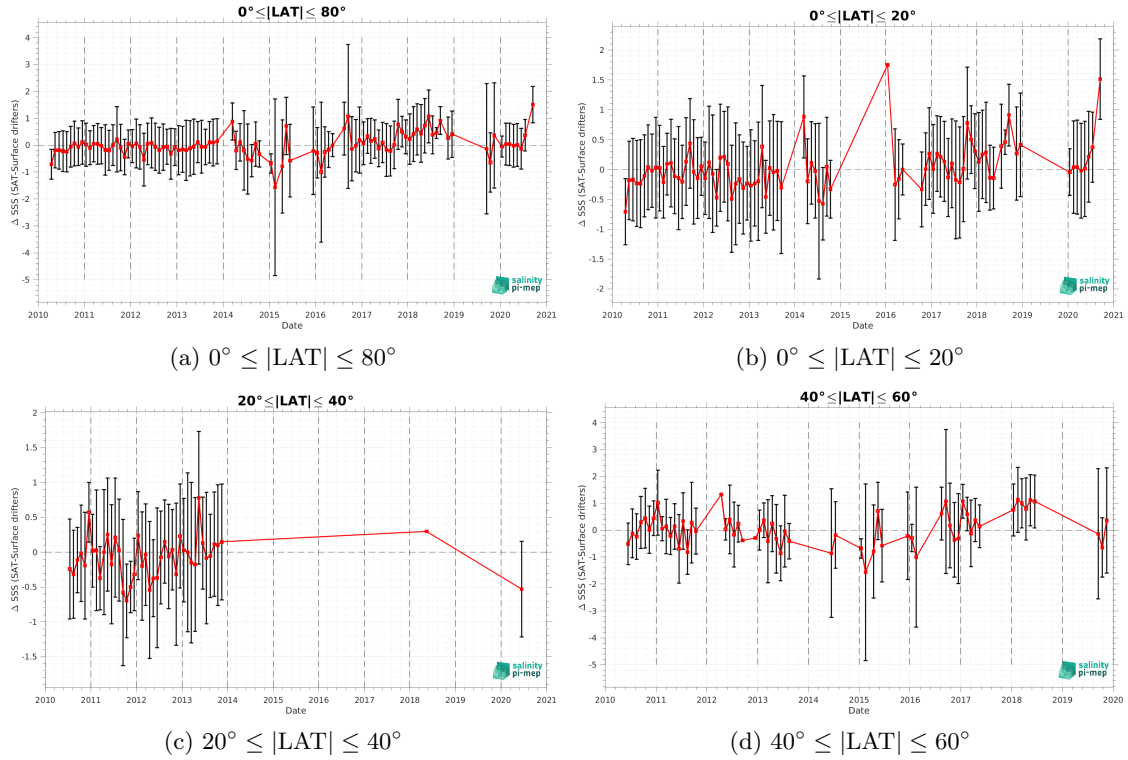 0°≤|LAT|≤ 80°
Δ SSS (SAT-Surface drifters)
4
3
2
1
0
-1
-2
-3
-4
-5
2010 2011 2012 2013 2014 2015 2016 2017 2018 2019 2020 2021
Date
salinity
pi-mep
(a) 0° ≤ |LAT| ≤ 80°
0°≤|LAT|≤ 20°
Δ SSS (SAT-Surface drifters)
2
1.5
1
0.5
0
-0.5
-1
-1.5
-2
2010 2011 2012 2013 2014 2015 2016 2017 2018 2019 2020 2021
Date
salinity
pi-mep
(b) 0° ≤ |LAT| ≤ 20°
20°≤|LAT|≤ 40°
Δ SSS (SAT-Surface drifters)
2
1.5
1
0.5
0
-0.5
-1
-1.5
2010 2011 2012 2013 2014 2015 2016 2017 2018 2019 2020 2021
Date
salinity
pi-mep
(c) 20° ≤ |LAT| ≤ 40°
40°≤|LAT|≤ 60°
Δ SSS (SAT-Surface drifters)
4
3
2
1
0
-1
-2
-3
-4
-5
2010 2011 2012 2013 2014 2015 2016 2017 2018 2019 2020
Date
salinity
pi-mep
(d) 40° ≤ |LAT| ≤ 60°